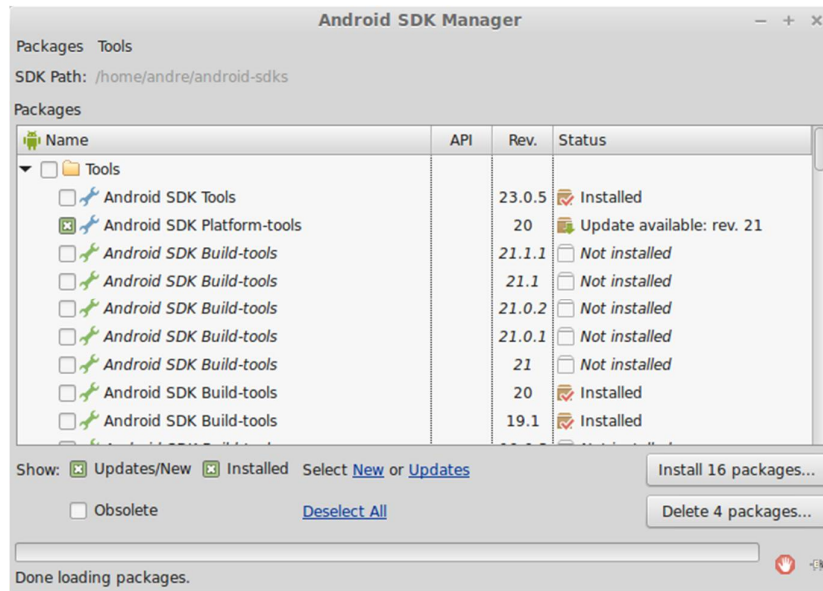 Android SDK Manager
Packages Tools
SDK Path: /home/andre/android-sdks
Packages
Name API Rev. Status
Tools
Android SDK Tools 23.0.5 Installed
Android SDK Platform-tools 20 Update available: rev. 21
Android SDK Build-tools 21.1.1 Not installed
Android SDK Build-tools 21.1 Not installed
Android SDK Build-tools 21.0.2 Not installed
Android SDK Build-tools 21.0.1 Not installed
Android SDK Build-tools 21 Not installed
Android SDK Build-tools 20 Installed
Android SDK Build-tools 19.1 Installed
Show: Updates/New Installed Select New or Updates Install 16 packages...
Obsolete Deselect All Delete 4 packages...
Done loading packages.